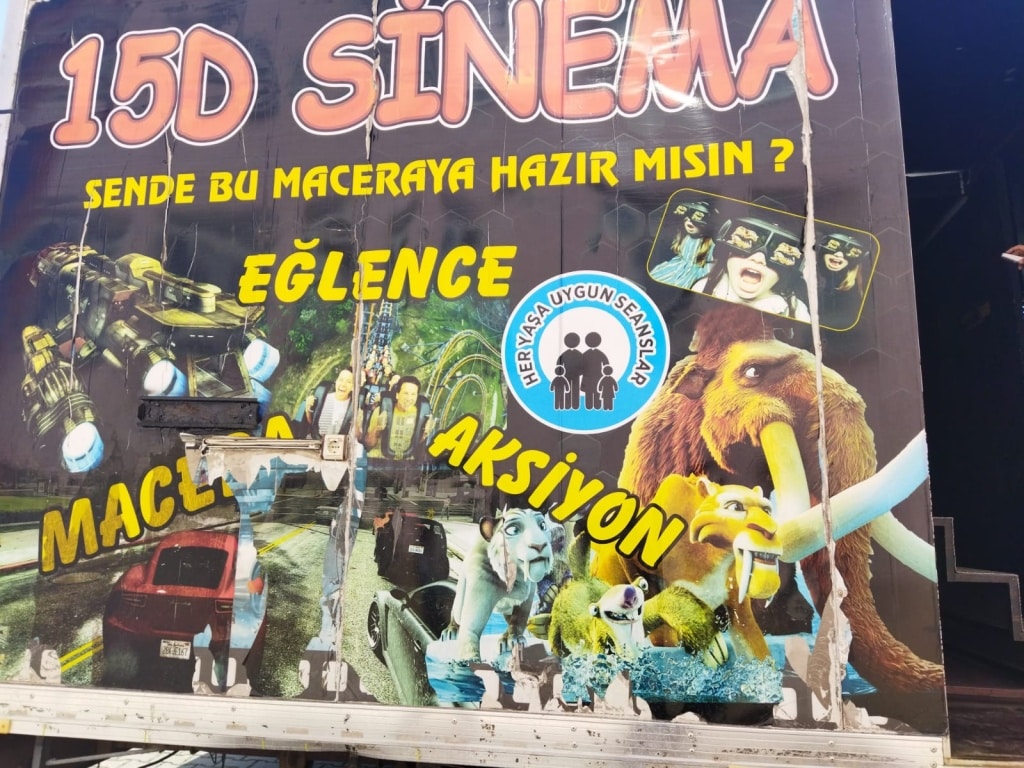 15D SİNEMA
SENDE BU MACERAYA HAZIR MISIN ?
EĞLENCE
HER YAŞA UYGUN SEANSLAR
AKSİYON